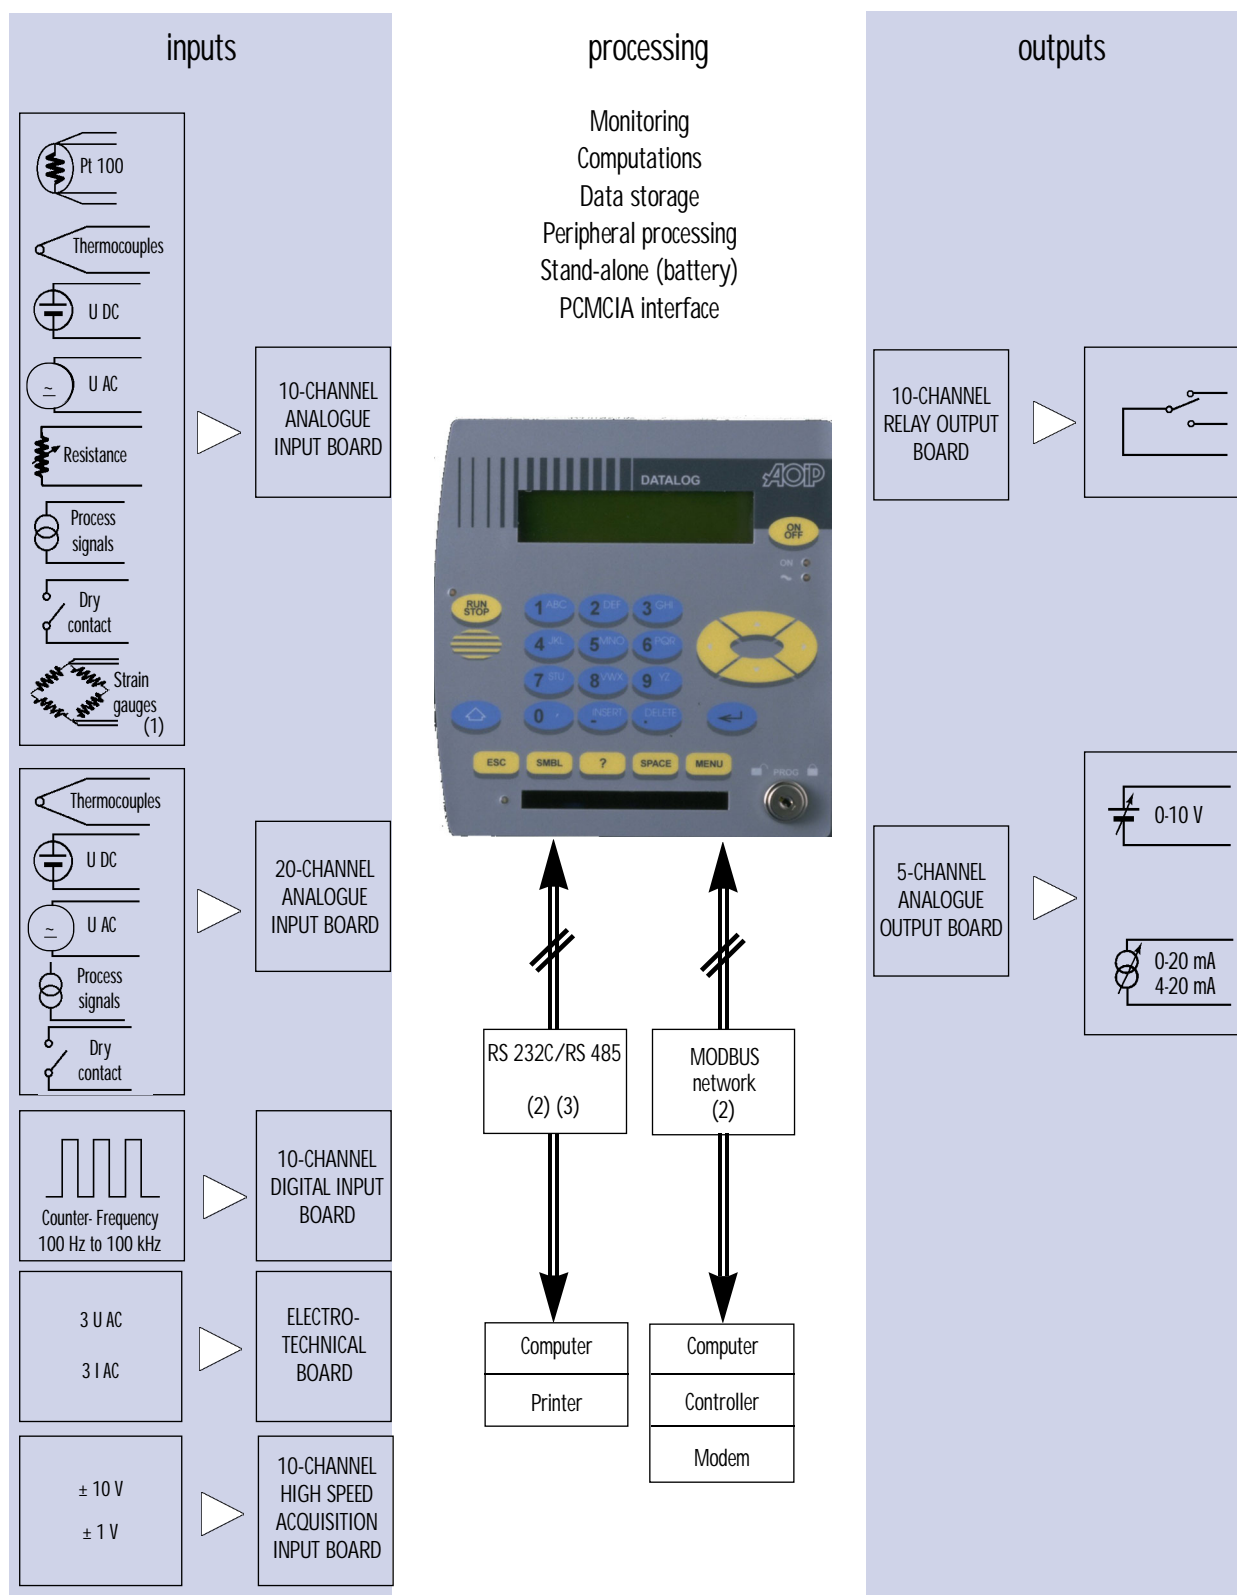 inputs
processing
outputs
Pt 100
Thermocouples
U DC
U AC
Resistance
Process
signals
Dry
contact
Strain
gauges
(1)
10-CHANNEL
ANALOGUE
INPUT BOARD
Thermocouples
U DC
U AC
Process
signals
Dry
contact
20-CHANNEL
ANALOGUE
INPUT BOARD
Counter- Frequency
100 Hz to 100 kHz
10-CHANNEL
DIGITAL INPUT
BOARD
3 U AC
3 I AC
ELECTRO-
TECHNICAL
BOARD
± 10 V
± 1 V
10-CHANNEL
HIGH SPEED
ACQUISITION
INPUT BOARD
Monitoring
Computations
Data storage
Peripheral processing
Stand-alone (battery)
PCMCIA interface
DATALOG
AOIP
ON
OFF
ON
RUN
STOP
1 ABC 2 DEF 3 GHI
4 JKL 5 MNO 6 PQR
7 STU 8 VWX 9 YZ
0 , - INSERT . DELETE
ESC SMBL ? SPACE MENU
PROG
RS 232C/RS 485
(2) (3)
MODBUS
network
(2)
Computer
Printer
Computer
Controller
Modem
10-CHANNEL
RELAY OUTPUT
BOARD
5-CHANNEL
ANALOGUE
OUTPUT BOARD
0-10 V
0-20 mA
4-20 mA